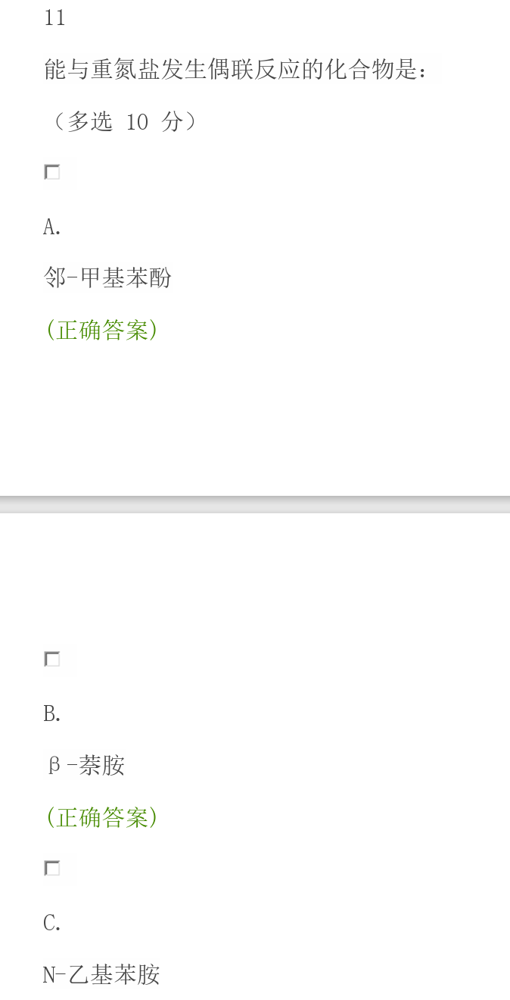 11
能与重氮盐发生偶联反应的化合物是:
（多选 10 分）
A.
邻-甲基苯酚
(正确答案)
B.
β-萘胺
(正确答案)
C.
N-乙基苯胺